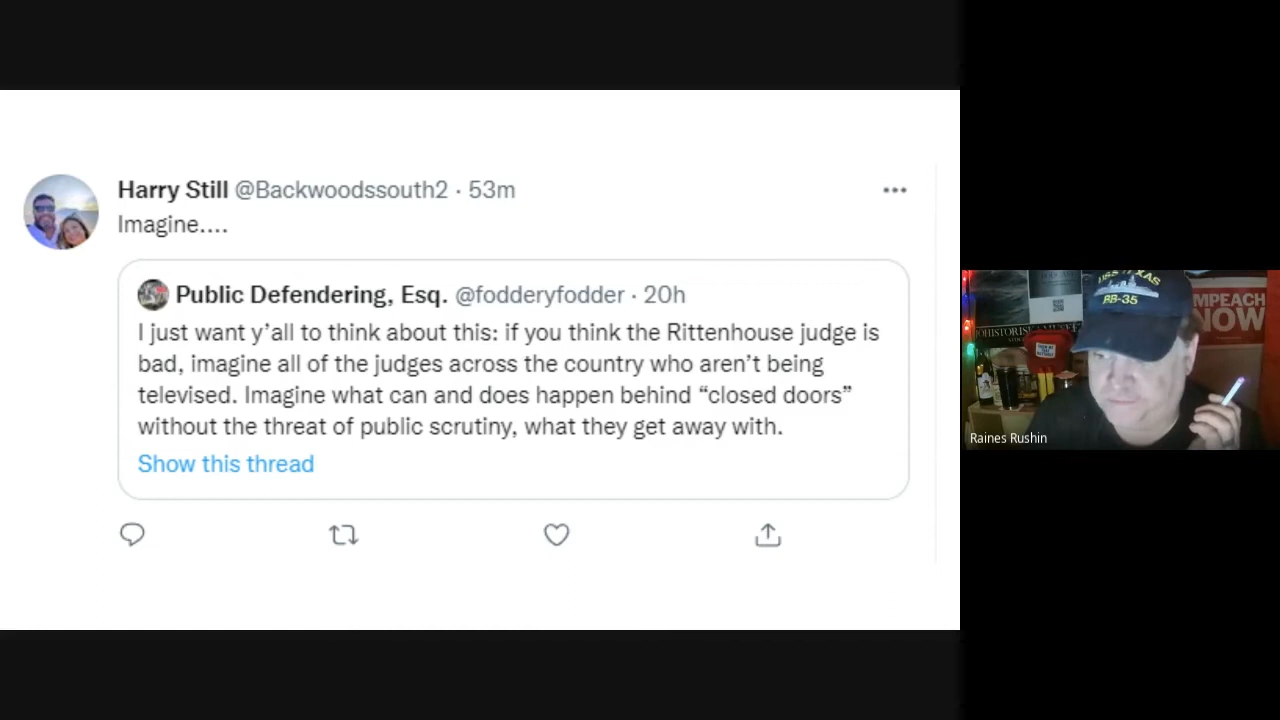 Harry Still @Backwoodssouth2 · 53m
Imagine....
Public Defendering, Esq. @fodderyfodder · 20h
I just want y’all to think about this: if you think the Rittenhouse judge is
bad, imagine all of the judges across the country who aren’t being
televised. Imagine what can and does happen behind “closed doors”
without the threat of public scrutiny, what they get away with.
Show this thread
BB-35
IMPEACH
NOW
Raines Rushin